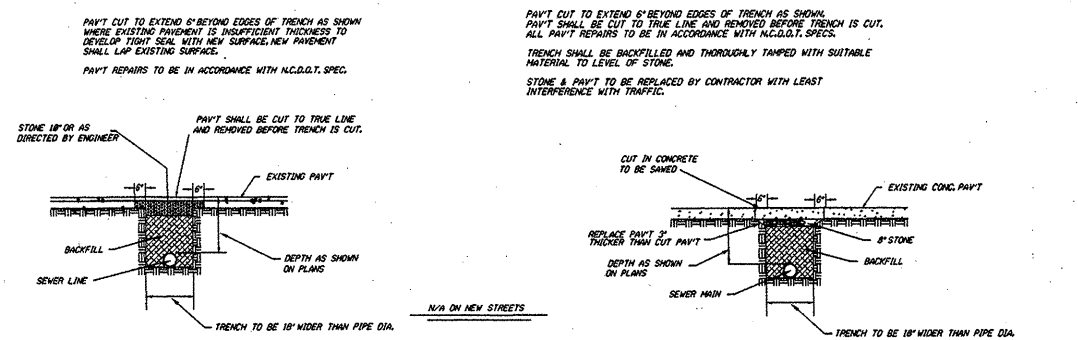 PAV'T CUT TO EXTEND 6" BEYOND EDGES OF TRENCH AS SHOWN
WHERE EXISTING PAVEMENT IS INSUFFICIENT THICKNESS TO
DEVELOP TIGHT SEAL WITH NEW SURFACE, NEW PAVEMENT
SHALL LAP EXISTING SURFACE.
PAV'T REPAIRS TO BE IN ACCORDANCE WITH N.C.D.O.T. SPEC.
PAV'T SHALL BE CUT TO TRUE LINE
AND REMOVED BEFORE TRENCH IS CUT.
STONE 10" OR AS
DIRECTED BY ENGINEER
6"
6"
EXISTING PAV'T
BACKFILL
SEWER LINE
DEPTH AS SHOWN
ON PLANS
TRENCH TO BE 18" WIDER THAN PIPE DIA.
N/A ON NEW STREETS
PAV'T CUT TO EXTEND 6" BEYOND EDGES OF TRENCH AS SHOWN.
PAV'T SHALL BE CUT TO TRUE LINE AND REMOVED BEFORE TRENCH IS CUT.
ALL PAV'T REPAIRS TO BE IN ACCORDANCE WITH N.C.D.O.T. SPECS.
TRENCH SHALL BE BACKFILLED AND THOROUGHLY TAMPED WITH SUITABLE
MATERIAL TO LEVEL OF STONE.
STONE & PAV'T TO BE REPLACED BY CONTRACTOR WITH LEAST
INTERFERENCE WITH TRAFFIC.
CUT IN CONCRETE
TO BE SAWED
6"
6"
EXISTING CONC. PAV'T
REPLACE PAV'T 3"
THICKER THAN CUT PAV'T
8" STONE
DEPTH AS SHOWN
ON PLANS
BACKFILL
SEWER MAIN
TRENCH TO BE 18" WIDER THAN PIPE DIA.